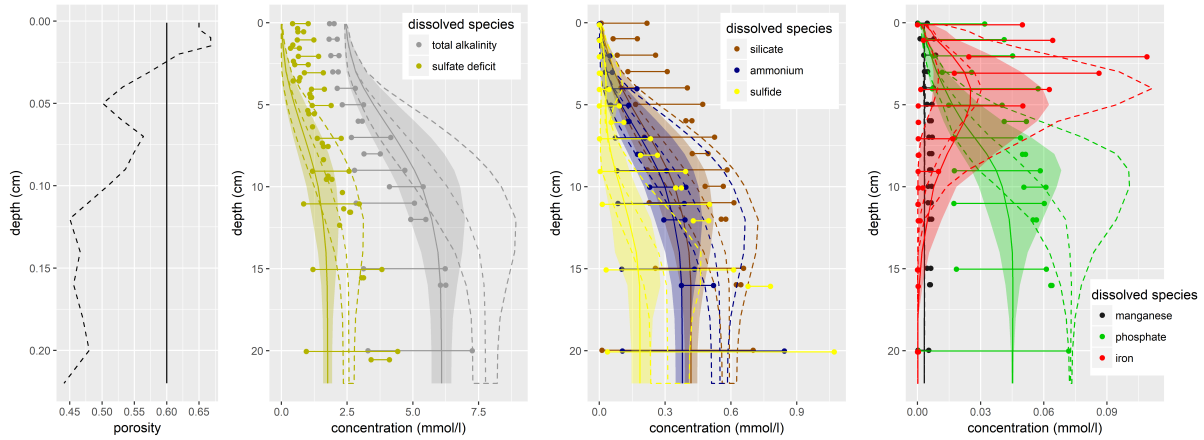 0.00
0.05
0.10
0.15
0.20
depth (cm)
0.45 0.50 0.55 0.60 0.65
porosity
0
5
10
15
20
depth (cm)
0.0 2.5 5.0 7.5
concentration (mmol/l)
dissolved species
total alkalinity
sulfate deficit
0
5
10
15
20
depth (cm)
0.0 0.3 0.6 0.9
concentration (mmol/l)
dissolved species
silicate
ammonium
sulfide
0
5
10
15
20
depth (cm)
0.00 0.03 0.06 0.09
concentration (mmol/l)
dissolved species
manganese
phosphate
iron